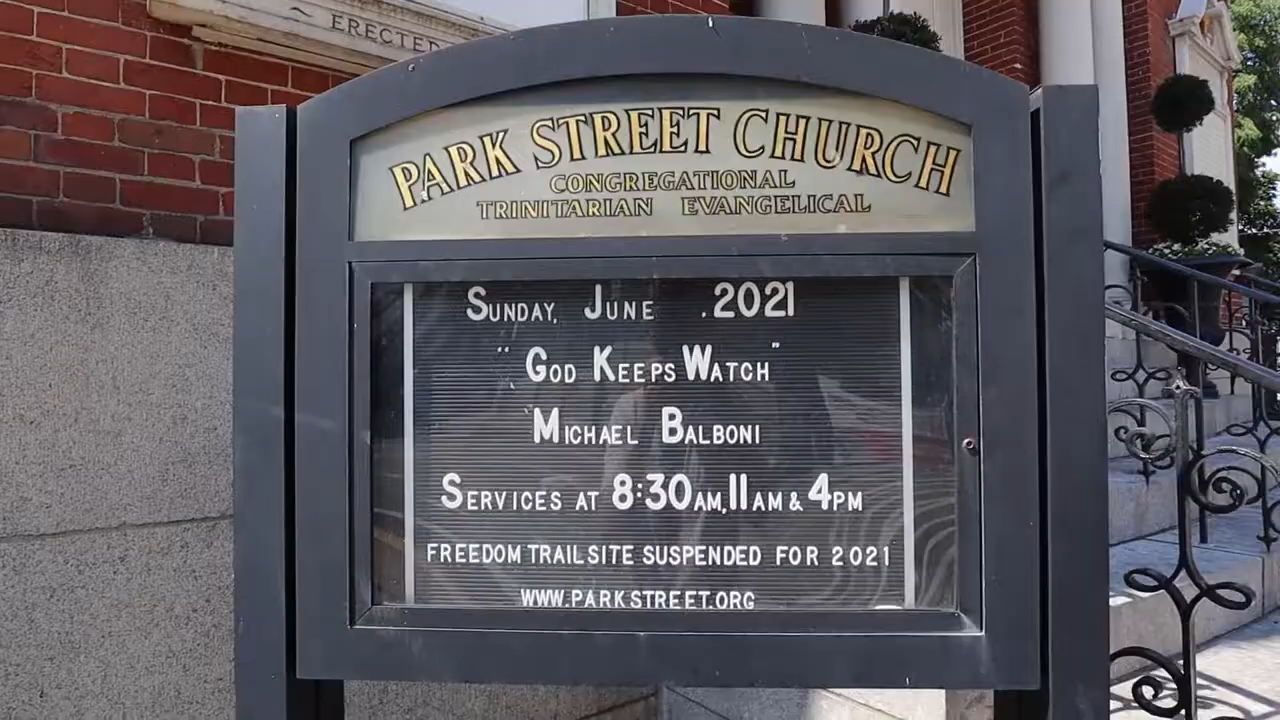 ERECTED
PARK STREET CHURCH
CONGREGATIONAL
TRINITARIAN EVANGELICAL
SUNDAY, JUNE .2021
"GOD KEEPS WATCH"
MICHAEL BALBONI
SERVICES AT 8:30AM,11AM & 4PM
FREEDOM TRAIL SITE SUSPENDED FOR 2021
WWW.PARKSTREET.ORG